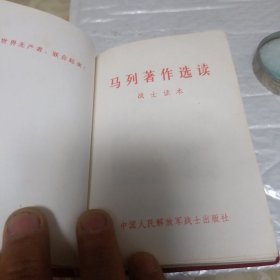 世界无产者，联合起来！
马列著作选读
战士读本
中国人民解放军战士出版社